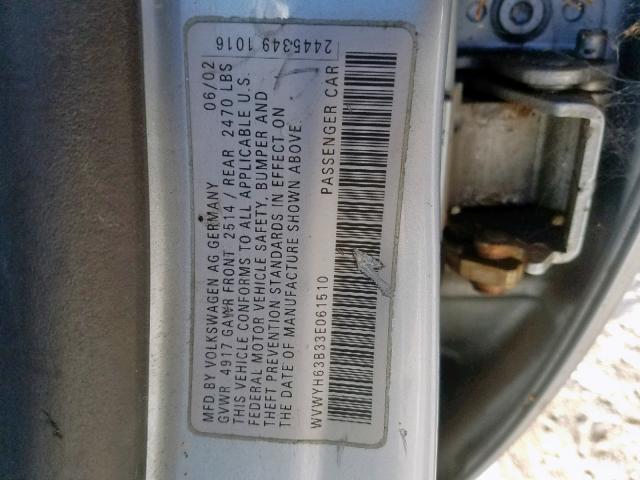 MFD BY VOLKSWAGEN AG GERMANY 06/02
GVWR 4917 GAWR FRONT 2514 / REAR 2470 LBS
THIS VEHICLE CONFORMS TO ALL APPLICABLE U.S.
FEDERAL MOTOR VEHICLE SAFETY, BUMPER AND
THEFT PREVENTION STANDARDS IN EFFECT ON
THE DATE OF MANUFACTURE SHOWN ABOVE.
WVWYH63B33E061510 PASSENGER CAR
2445349 1016